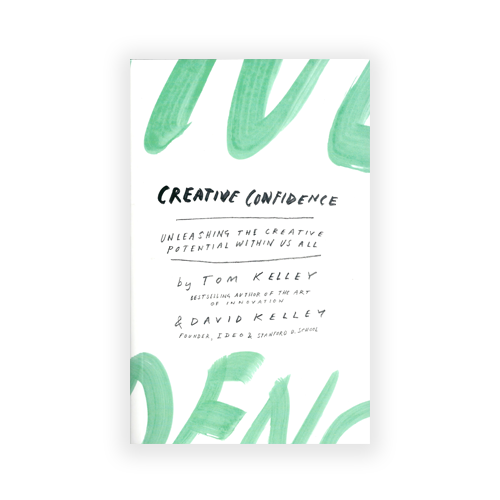 CREATIVE CONFIDENCE
UNLEASHING THE CREATIVE
POTENTIAL WITHIN US ALL
by TOM KELLEY
BESTSELLING AUTHOR OF THE ART
OF INNOVATION
& DAVID KELLEY
FOUNDER, IDEO & STANFORD D.SCHOOL